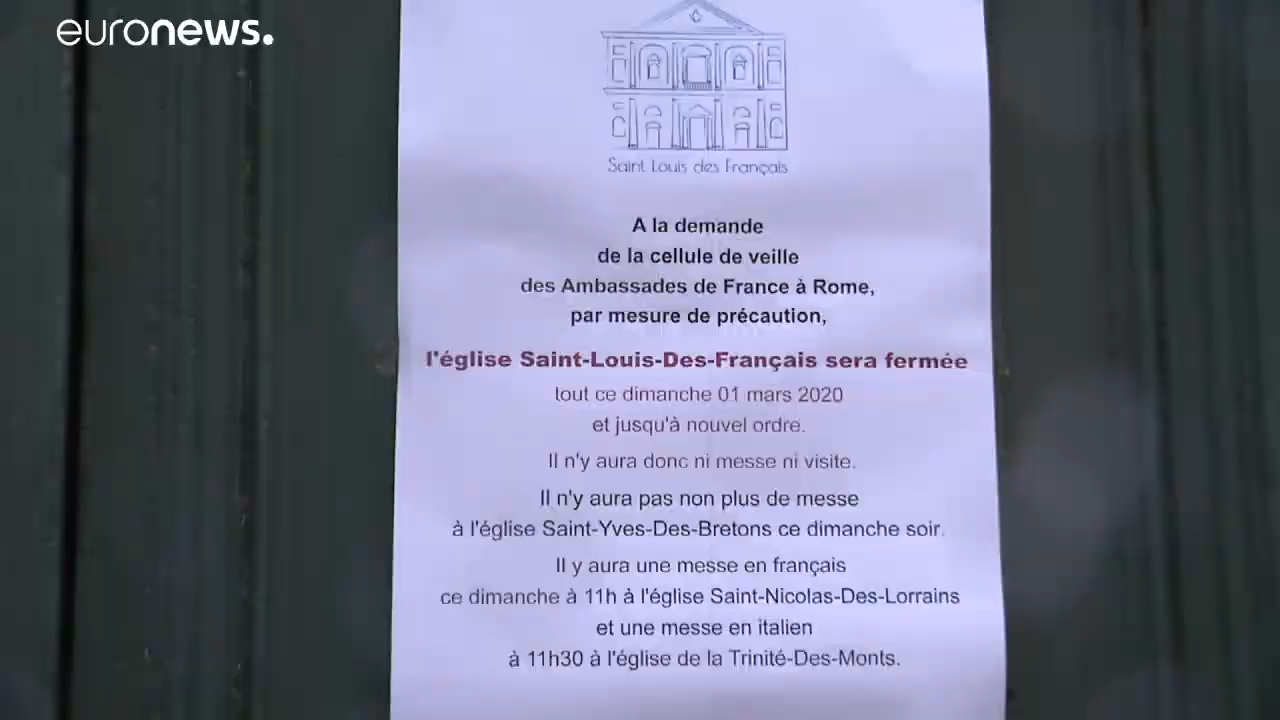 euronews.
Saint Louis des Français
A la demande
de la cellule de veille
des Ambassades de France à Rome,
par mesure de précaution,
l'église Saint-Louis-Des-Français sera fermée
tout ce dimanche 01 mars 2020
et jusqu'à nouvel ordre.
Il n'y aura donc ni messe ni visite.
Il n'y aura pas non plus de messe
à l'église Saint-Yves-Des-Bretons ce dimanche soir.
Il y aura une messe en français
ce dimanche à 11h à l'église Saint-Nicolas-Des-Lorrains
et une messe en italien
à 11h30 à l'église de la Trinité-Des-Monts.